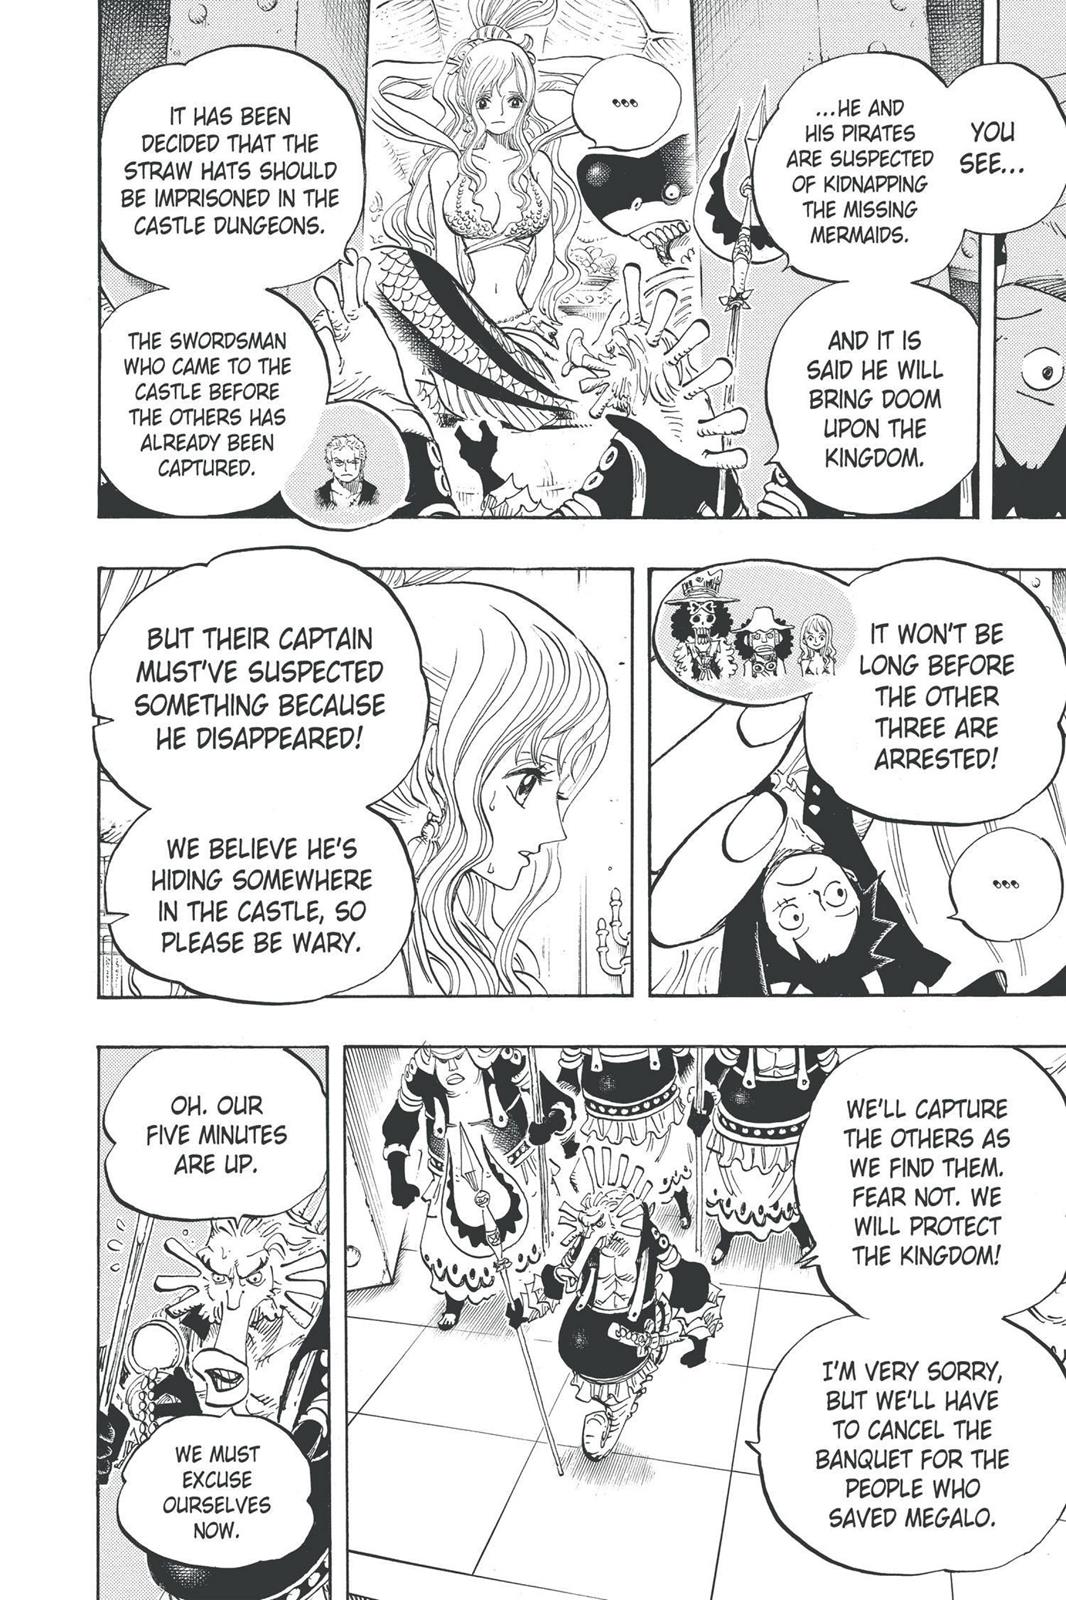 YOU
SEE...
...HE AND
HIS PIRATES
ARE SUSPECTED
OF KIDNAPPING
THE MISSING
MERMAIDS.
AND IT IS
SAID HE WILL
BRING DOOM
UPON THE
KINGDOM.
...
IT HAS BEEN
DECIDED THAT THE
STRAW HATS SHOULD
BE IMPRISONED IN THE
CASTLE DUNGEONS.
THE SWORDSMAN
WHO CAME TO THE
CASTLE BEFORE
THE OTHERS HAS
ALREADY BEEN
CAPTURED.
IT WON'T BE
LONG BEFORE
THE OTHER
THREE ARE
ARRESTED!
...
BUT THEIR CAPTAIN
MUST'VE SUSPECTED
SOMETHING BECAUSE
HE DISAPPEARED!
WE BELIEVE HE'S
HIDING SOMEWHERE
IN THE CASTLE, SO
PLEASE BE WARY.
WE'LL CAPTURE
THE OTHERS AS
WE FIND THEM.
FEAR NOT. WE
WILL PROTECT
THE KINGDOM!
I'M VERY SORRY,
BUT WE'LL HAVE
TO CANCEL THE
BANQUET FOR THE
PEOPLE WHO
SAVED MEGALO.
OH. OUR
FIVE MINUTES
ARE UP.
WE MUST
EXCUSE
OURSELVES
NOW.